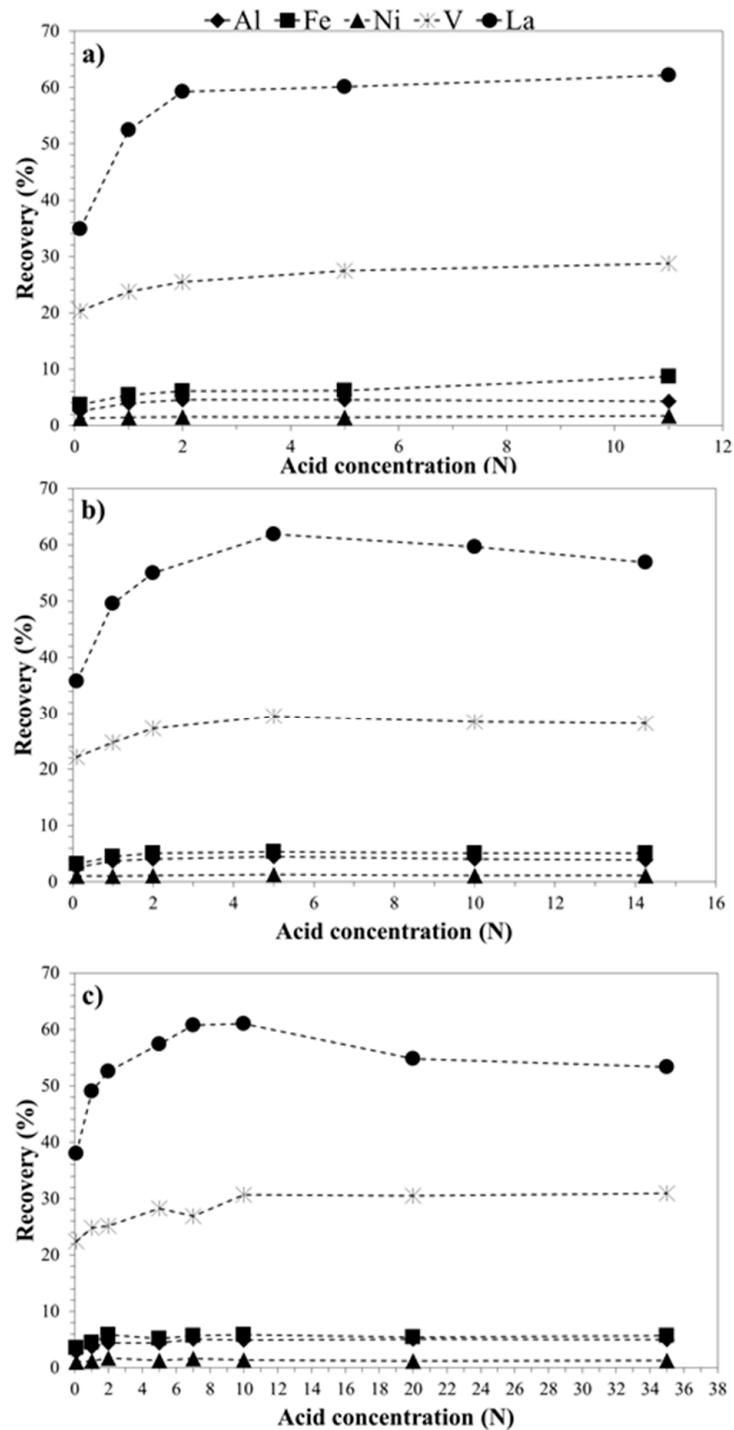 Al Fe Ni V La
a)
70
60
50
40
30
20
10
0
Recovery (%)
0 2 4 6 8 10 12
Acid concentration (N)
b)
70
60
50
40
30
20
10
0
Recovery (%)
0 2 4 6 8 10 12 14 16
Acid concentration (N)
c)
70
60
50
40
30
20
10
0
Recovery (%)
0 2 4 6 8 10 12 14 16 18 20 22 24 26 28 30 32 34 36 38
Acid concentration (N)